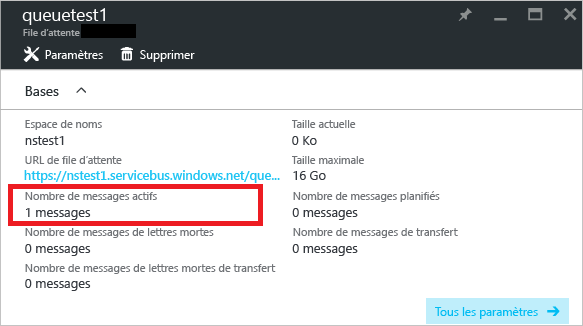 queuetest1
File d'attente
Paramètres
Supprimer
Bases
Espace de noms
nstest1
URL de file d'attente
https://nstest1.servicebus.windows.net/que...
Nombre de messages actifs
1 messages
Nombre de messages de lettres mortes
0 messages
Nombre de messages de lettres mortes de transfert
0 messages
Taille actuelle
0 Ko
Taille maximale
16 Go
Nombre de messages planifiés
0 messages
Nombre de messages de transfert
0 messages
Tous les paramètres